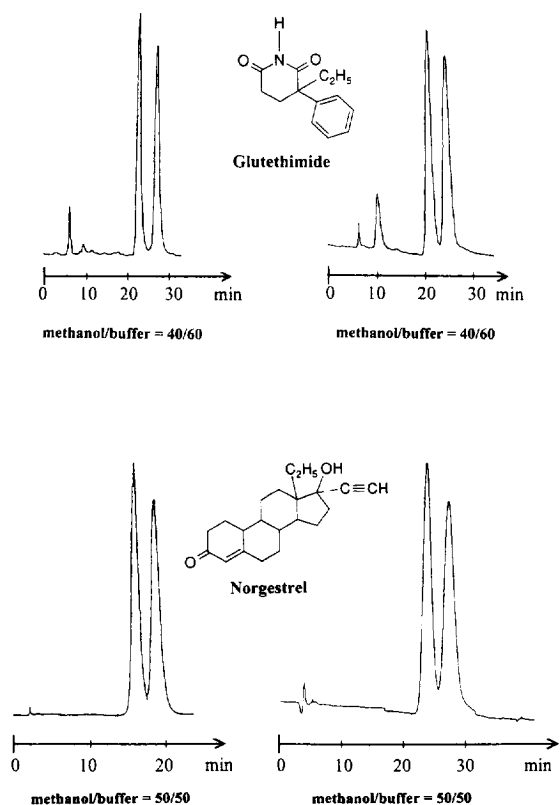 H
N
O
O
C₂H₅
Glutethimide
0 10 20 30 min
0 10 20 30 min
methanol/buffer = 40/60
methanol/buffer = 40/60
C₂H₅ OH
C≡CH
O
Norgestrel
0 10 20 min
0 10 20 30 min
methanol/buffer = 50/50
methanol/buffer = 50/50